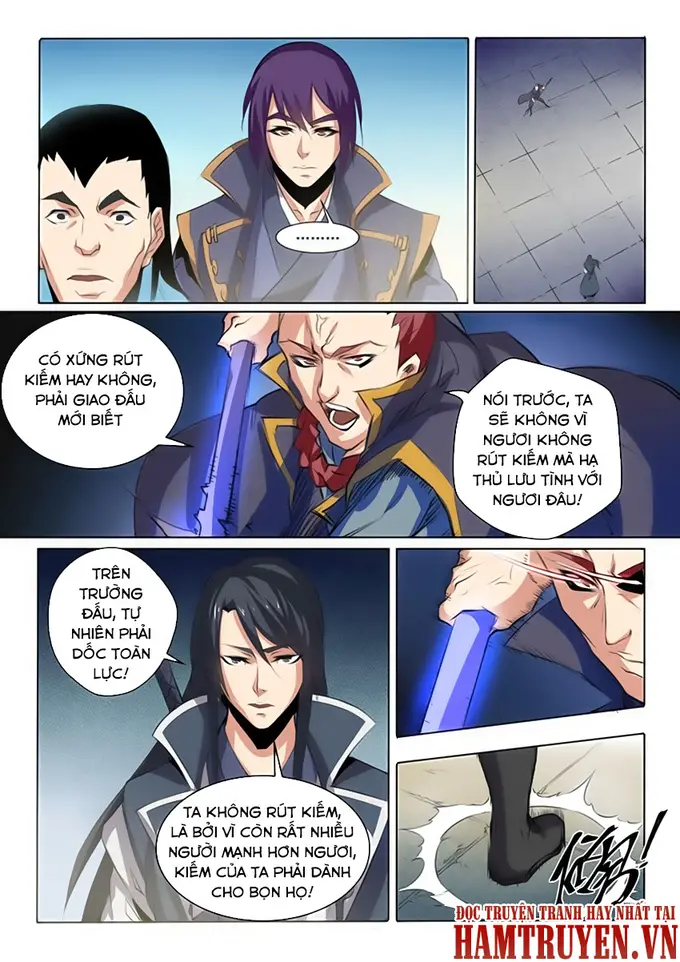 ..........
CÓ XỨNG RÚT
KIẾM HAY KHÔNG,
PHẢI GIAO ĐẤU
MỚI BIẾT
NÓI TRƯỚC, TA
SẼ KHÔNG VÌ
NGƯƠI KHÔNG
RÚT KIẾM MÀ HẠ
THỦ LƯU TÌNH VỚI
NGƯƠI ĐÂU!
TRÊN
TRƯỜNG
ĐẤU, TỰ
NHIÊN PHẢI
DỐC TOÀN
LỰC!
TA KHÔNG RÚT KIẾM,
LÀ BỞI VÌ CÒN RẤT NHIỀU
NGƯỜI MẠNH HƠN NGƯƠI,
KIẾM CỦA TA PHẢI DÀNH
CHO BỌN HỌ!
ĐỌC TRUYỆN TRANH HAY NHẤT TẠI
HAMTRUYEN.VN